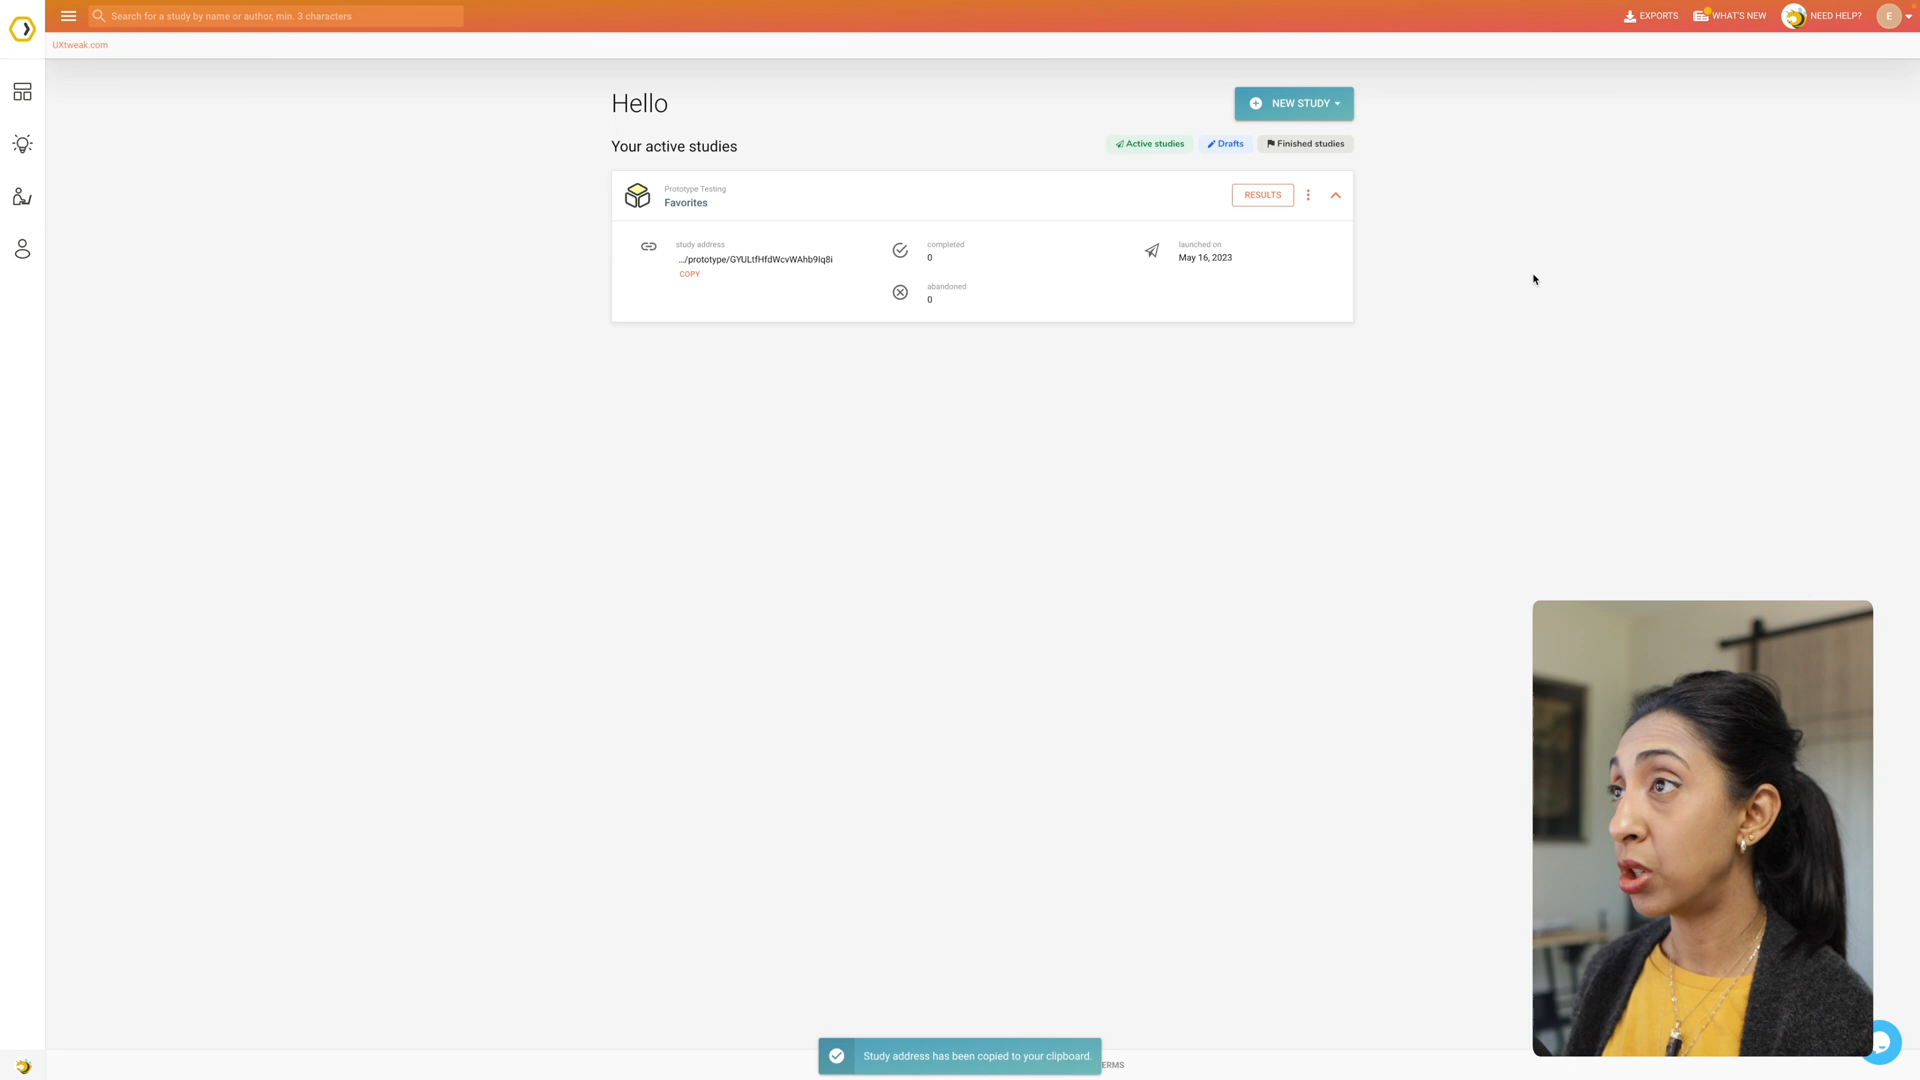 Search for a study by name or author, min. 3 characters
EXPORTS
WHAT'S NEW
NEED HELP?
E
UXtweak.com
Hello
NEW STUDY
Your active studies
Active studies
Drafts
Finished studies
Prototype Testing
Favorites
RESULTS
study address
.../prototype/GYULtfHfdWcvWAhb9Iq8i
COPY
completed
0
launched on
May 16, 2023
abandoned
0
Study address has been copied to your clipboard.
ERMS